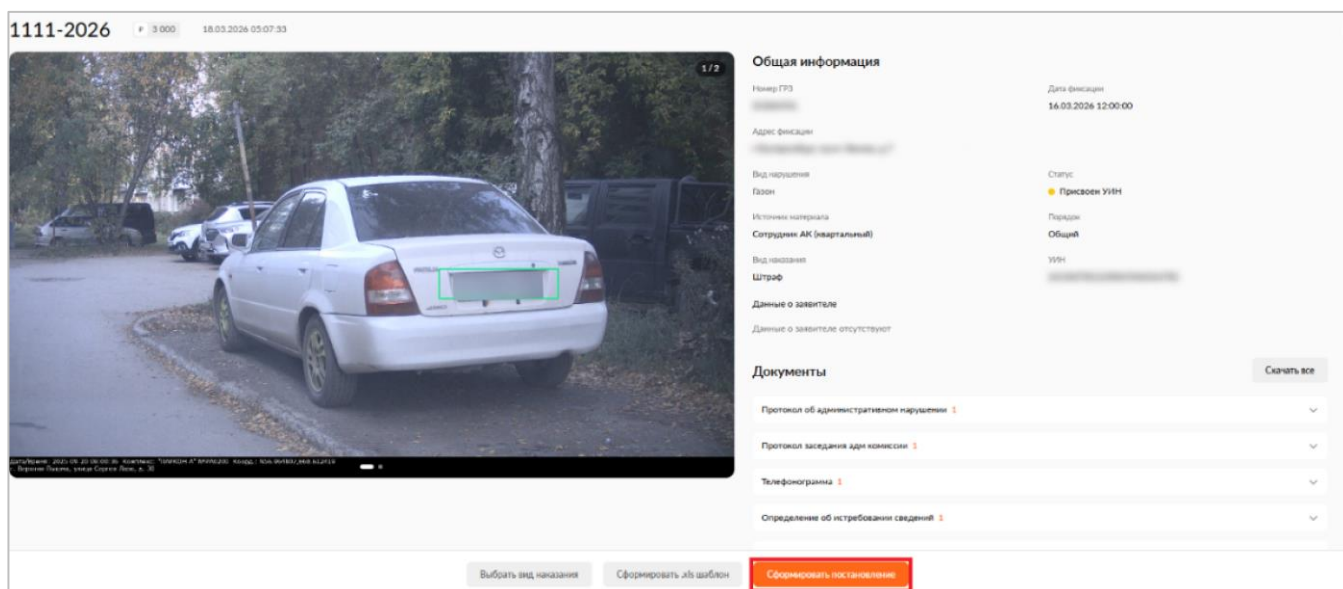 1111-2026 ₽ 3 000 18.03.2026 05:07:53
1/2
Общая информация
Номер ГРЗ
Дата фиксации
16.03.2026 12:00:00
Адрес фиксации
Вид нарушения
Статус
Газон
Присвоен УИН
Источник материала
Порядок
Сотрудник АК (квартальный)
Общий
Вид наказания
УИН
Штраф
Данные о заявителе
Данные о заявителе отсутствуют
Документы
Скачать все
Протокол об административном нарушении 1
Протокол заседания адм комиссии 1
Телефонограмма 1
Определение об истребовании сведений 1
Выбрать вид наказания
Сформировать .xls шаблон
Сформировать постановление